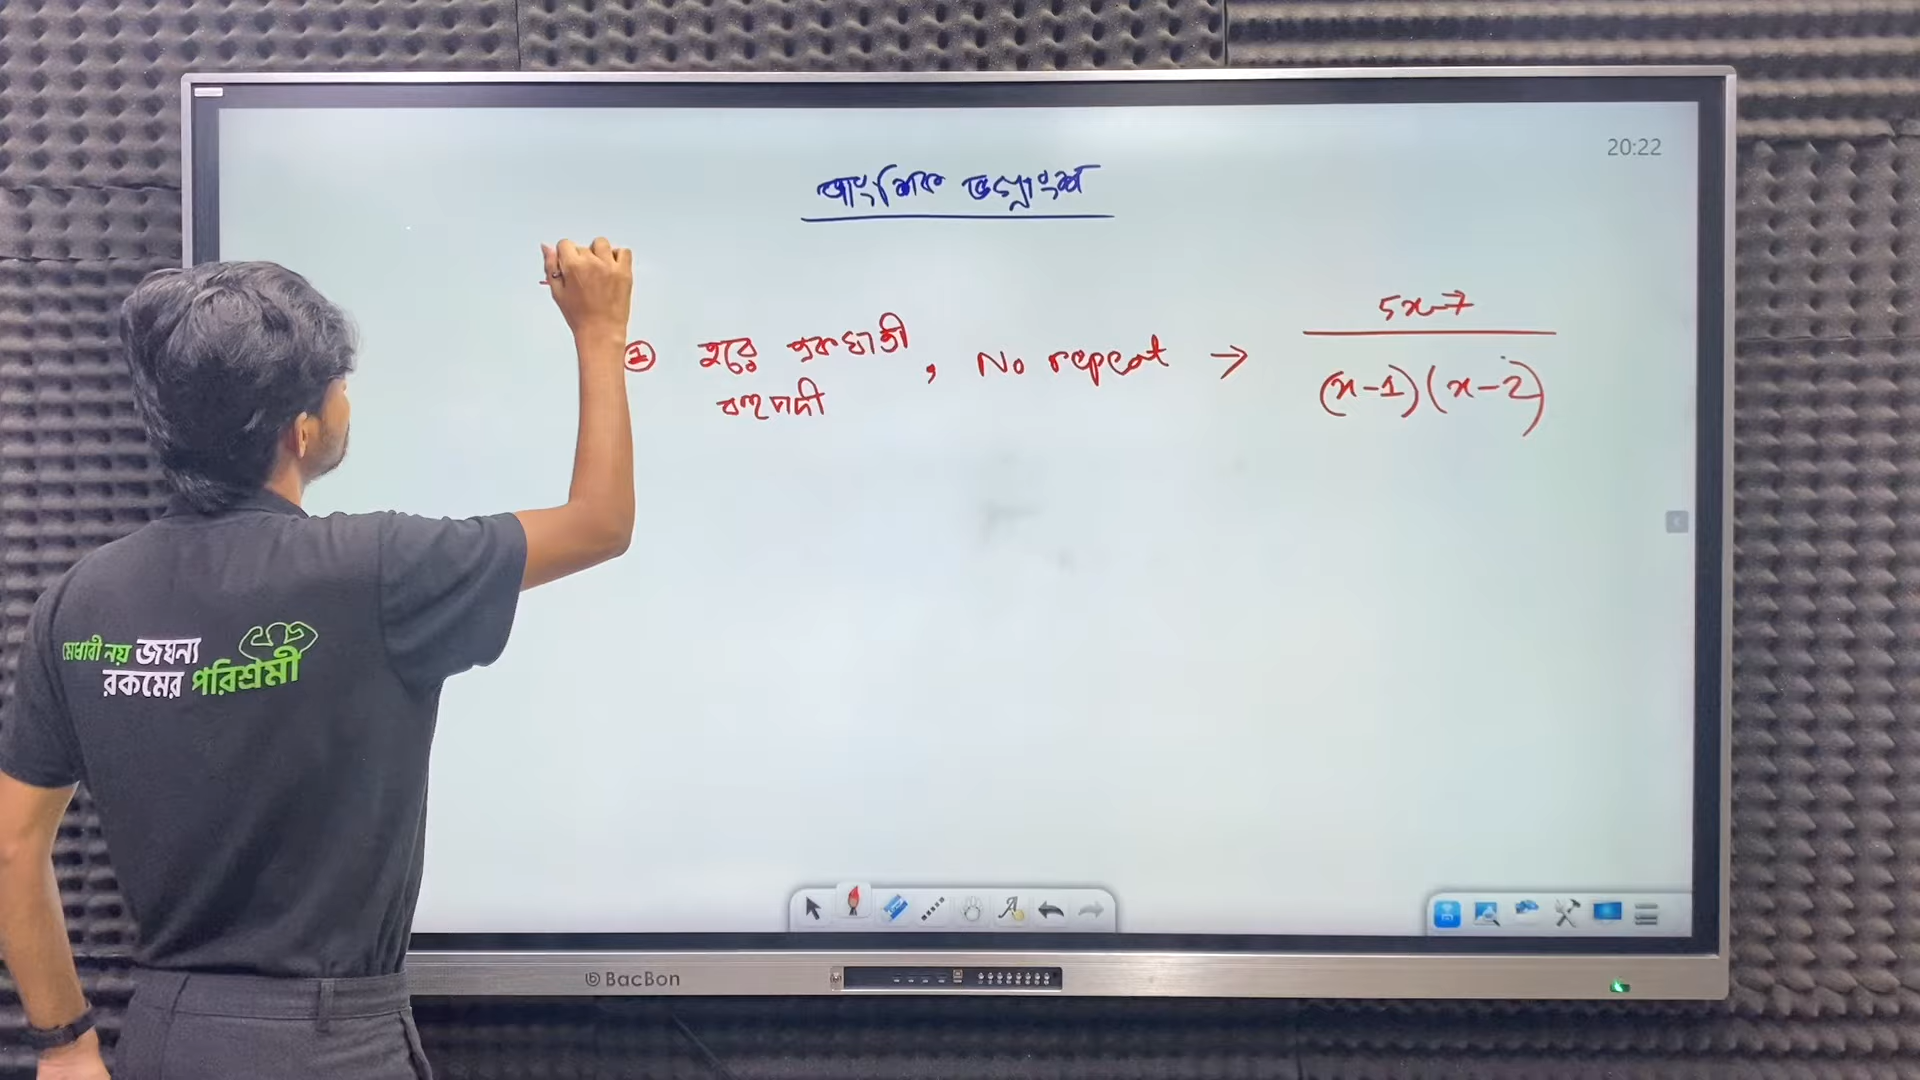 20:22
আংশিক ভগ্নাংশ
① হরে একঘাতী বহুপদী, No repeat →
5x-7
(x-1)(x-2)
মেধাবী নয় জঘন্য
রকমের পরিশ্রমী
BacBon